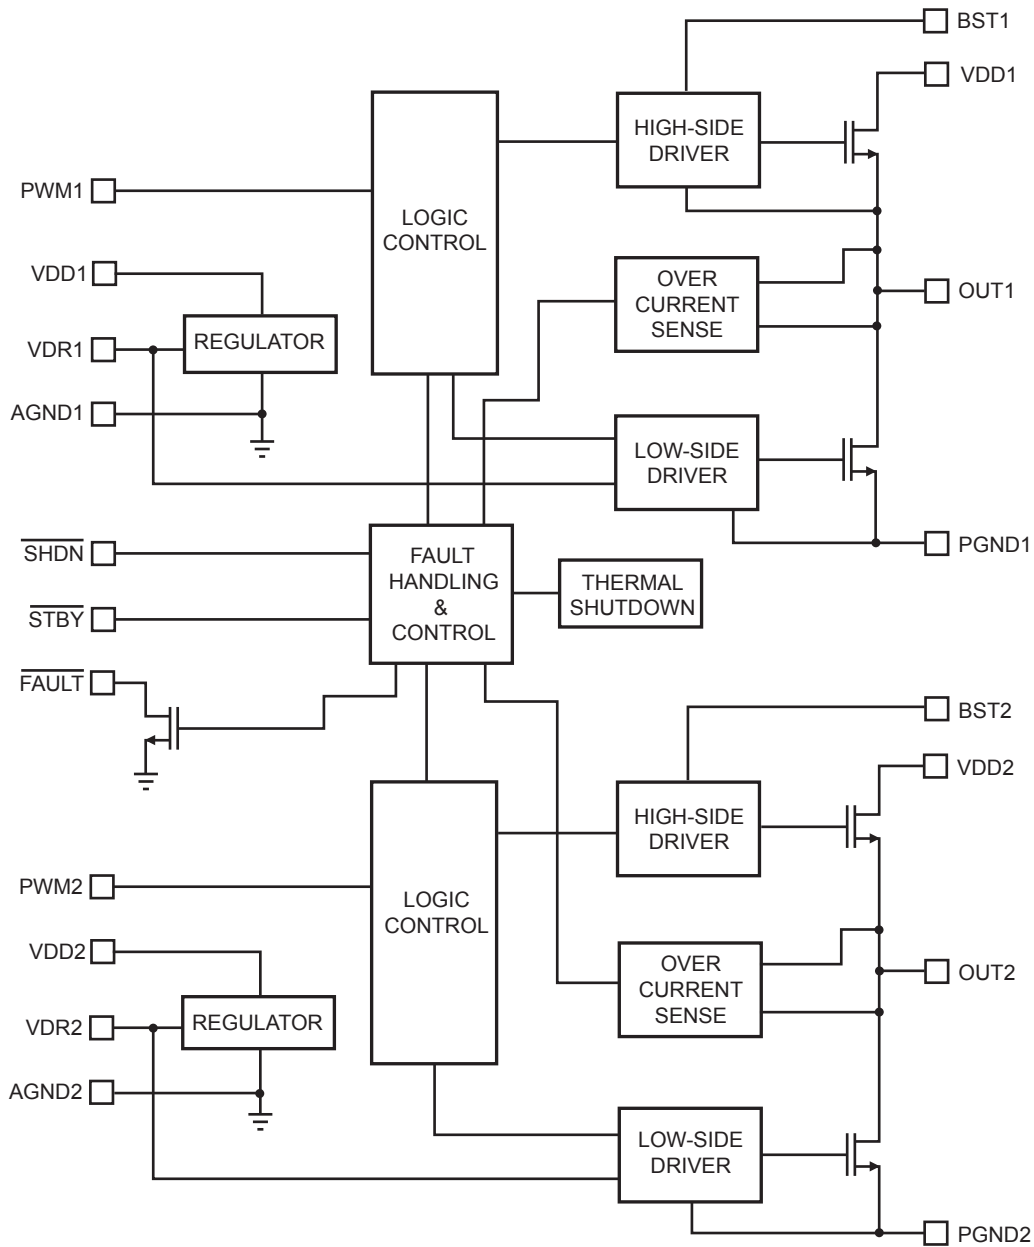 BST1
VDD1
HIGH-SIDE
DRIVER
PWM1
LOGIC
CONTROL
VDD1
OVER
CURRENT
SENSE
OUT1
VDR1
REGULATOR
AGND1
LOW-SIDE
DRIVER
PGND1
SHDN
FAULT
HANDLING
&
CONTROL
THERMAL
SHUTDOWN
STBY
FAULT
BST2
VDD2
HIGH-SIDE
DRIVER
PWM2
LOGIC
CONTROL
VDD2
OVER
CURRENT
SENSE
OUT2
VDR2
REGULATOR
AGND2
LOW-SIDE
DRIVER
PGND2